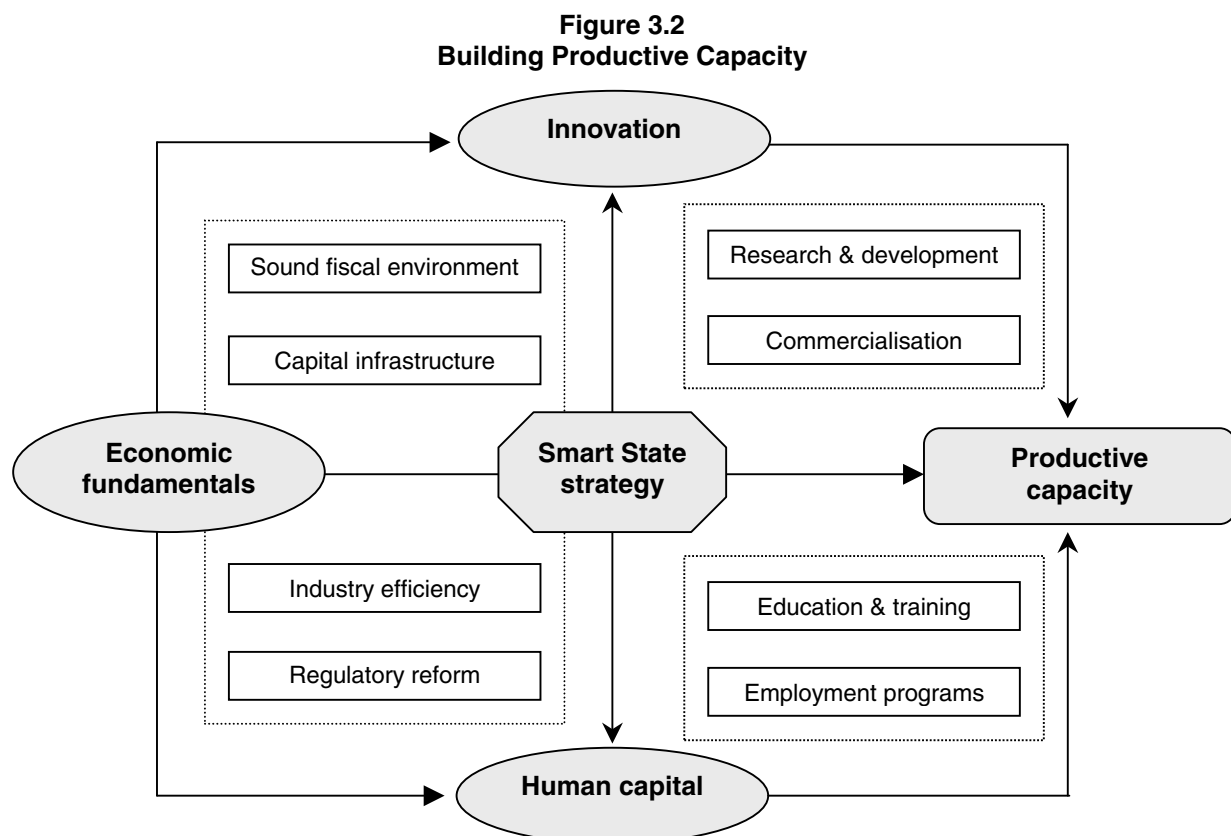 Figure 3.2
Building Productive Capacity
Innovation
Sound fiscal environment
Research & development
Capital infrastructure
Commercialisation
Economic
fundamentals
Smart State
strategy
Productive
capacity
Industry efficiency
Education & training
Regulatory reform
Employment programs
Human capital